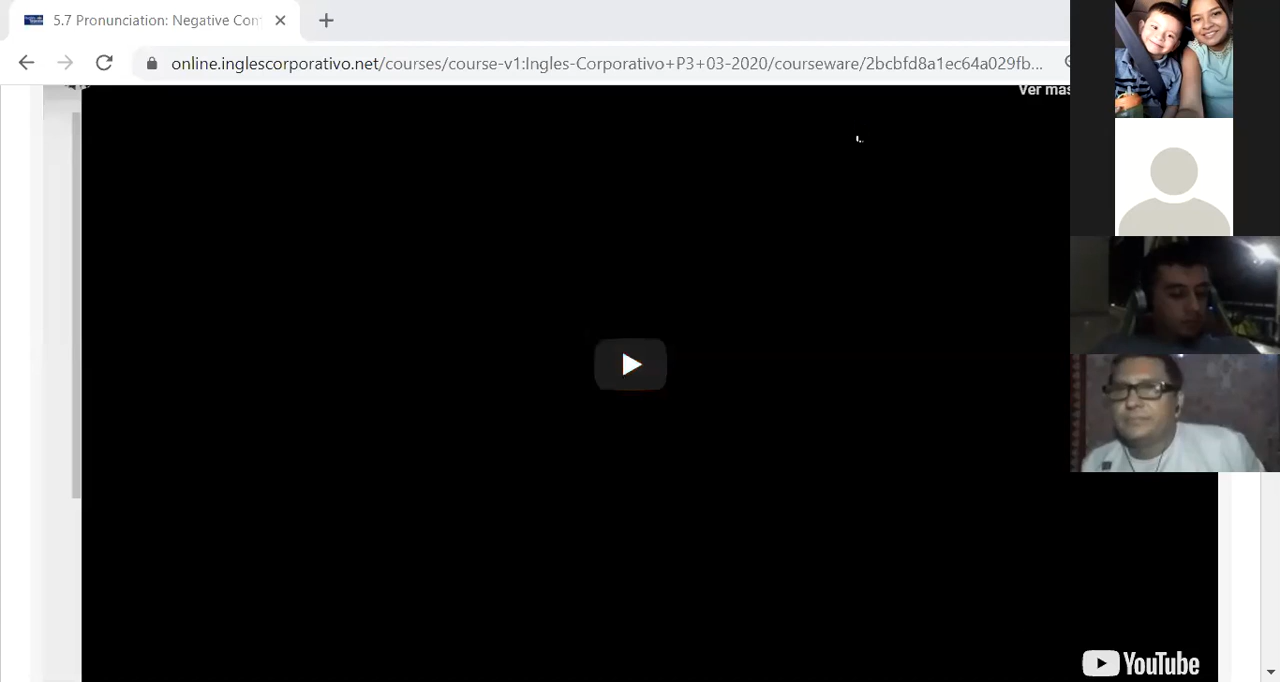 5.7 Pronunciation: Negative Con
online.inglescorporativo.net/courses/course-v1:Ingles-Corporativo+P3+03-2020/courseware/2bcbfd8a1ec64a029fb...
Ver más
YouTube